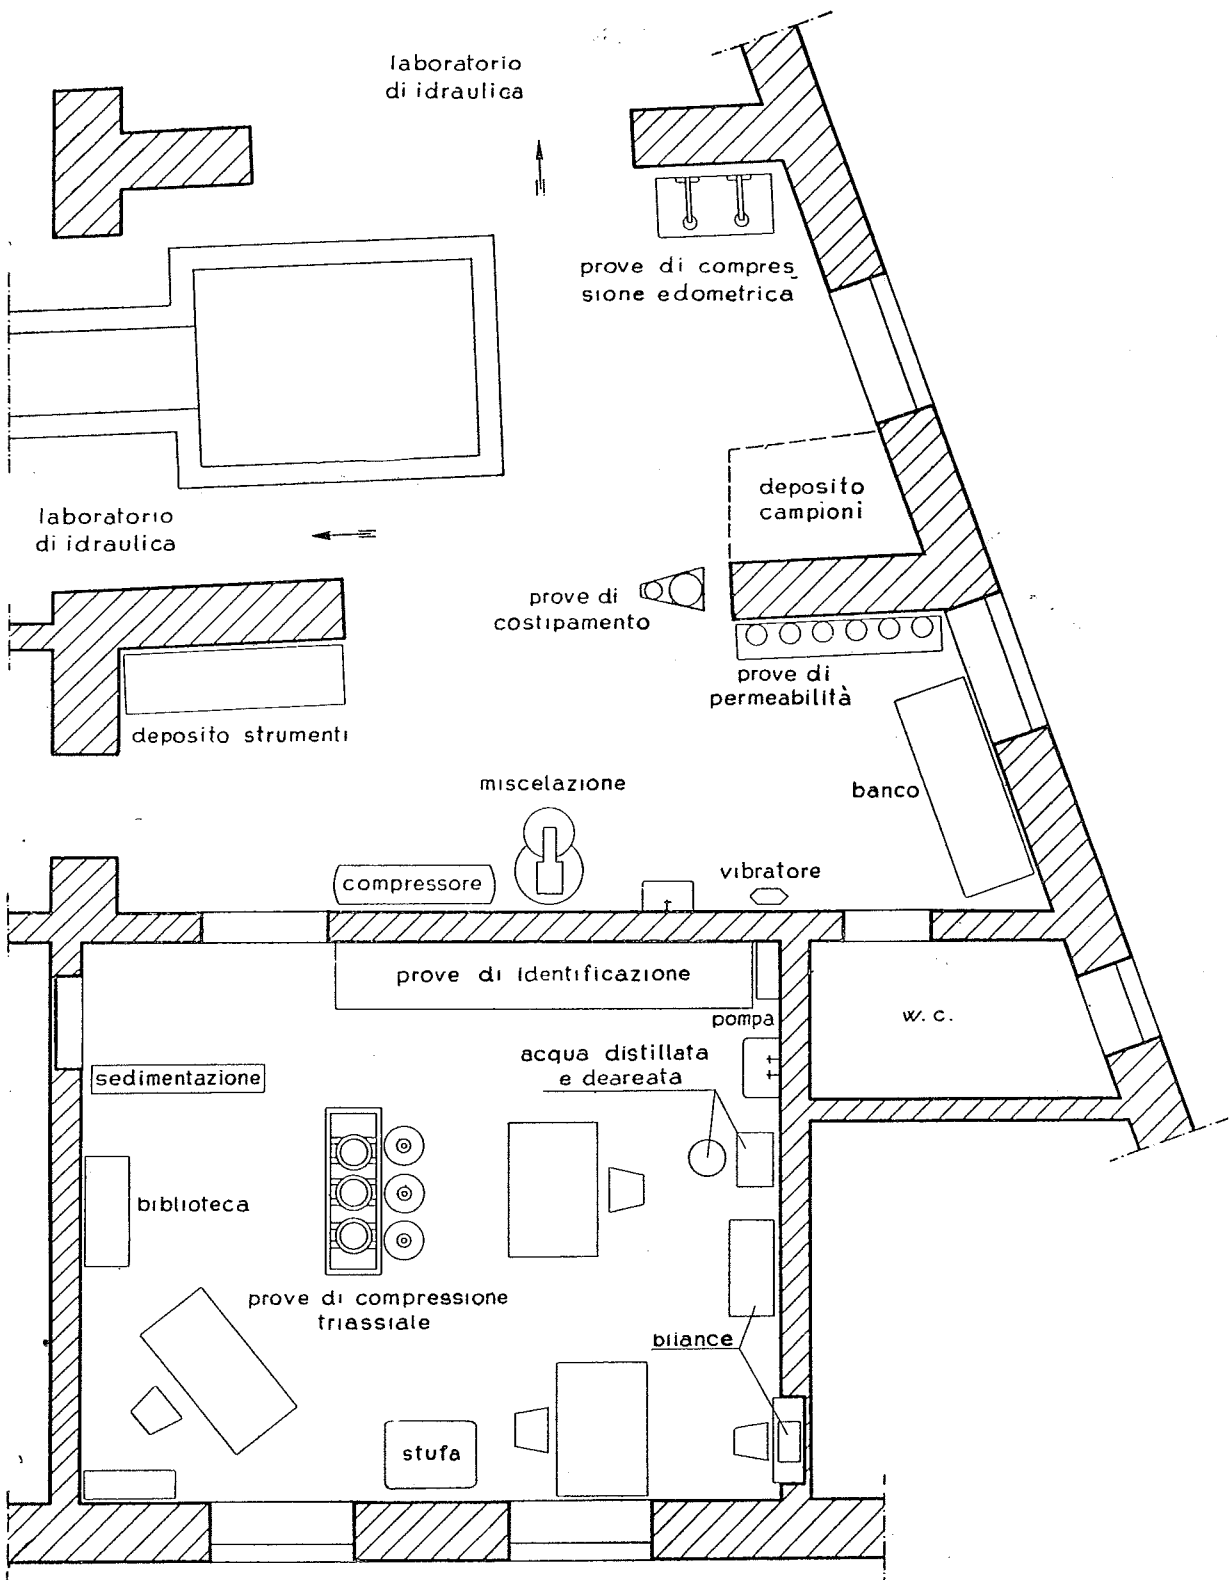 laboratorio
di idraulica
prove di compres
sione edometrica
deposito
campioni
laboratorio
di idraulica
prove di
costipamento
prove di
permeabilità
deposito strumenti
miscelazione
banco
vibratore
compressore
prove di identificazione
pompa
w.c.
acqua distillata
e deareata
sedimentazione
biblioteca
prove di compressione
triassiale
bilance
stufa